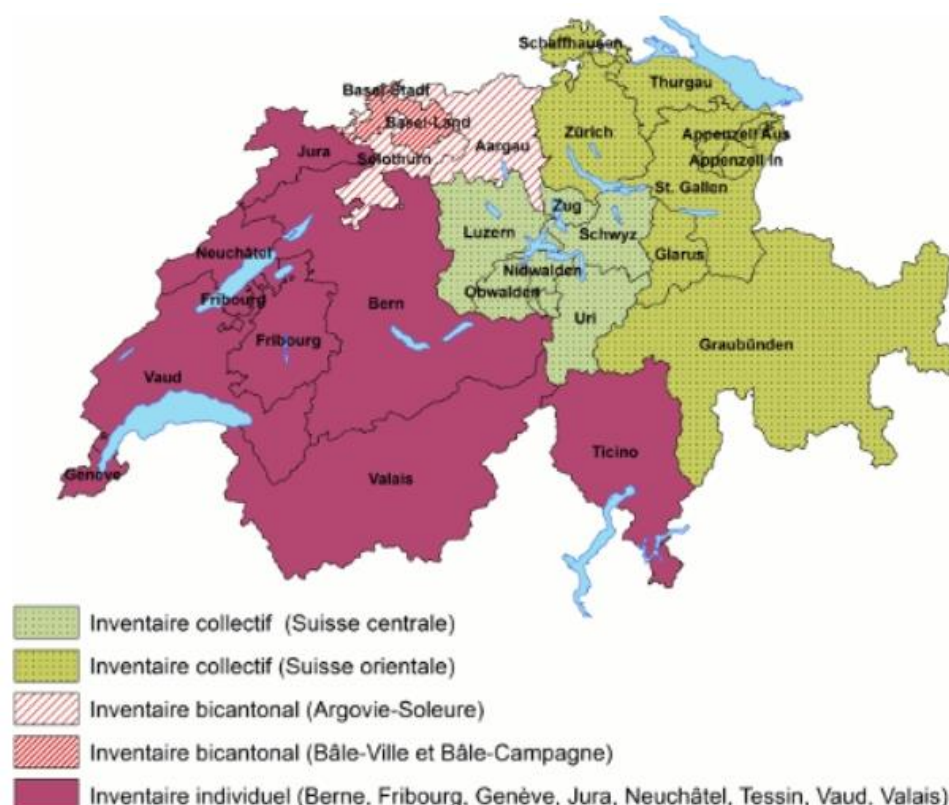 Schaffhausen
Thurgau
Basel-Stadt
Basel-Land
Zürich
Appenzell Aus
Aargau
Jura
Solothurn
Appenzell In
St. Gallen
Zug
Luzern
Schwyz
Neuchâtel
Glarus
Nidwalden
Obwalden
Fribourg
Bern
Uri
Fribourg
Graubünden
Vaud
Ticino
Genève
Valais
Inventaire collectif (Suisse centrale)
Inventaire collectif (Suisse orientale)
Inventaire bicantonal (Argovie-Soleure)
Inventaire bicantonal (Bâle-Ville et Bâle-Campagne)
Inventaire individuel (Berne, Fribourg, Genève, Jura, Neuchâtel, Tessin, Vaud, Valais)